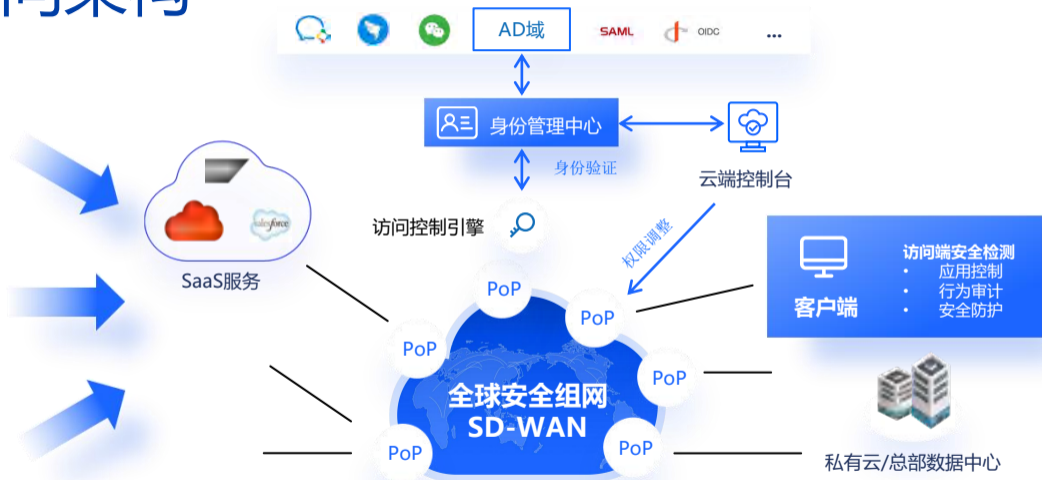 AD域
SAML
OIDC
...
身份管理中心
身份验证
云端控制台
访问控制引擎
权限调整
salesforce
SaaS服务
PoP
PoP
PoP
PoP
PoP
PoP
全球安全组网
SD-WAN
客户端
访问端安全检测
• 应用控制
• 行为审计
• 安全防护
私有云/总部数据中心